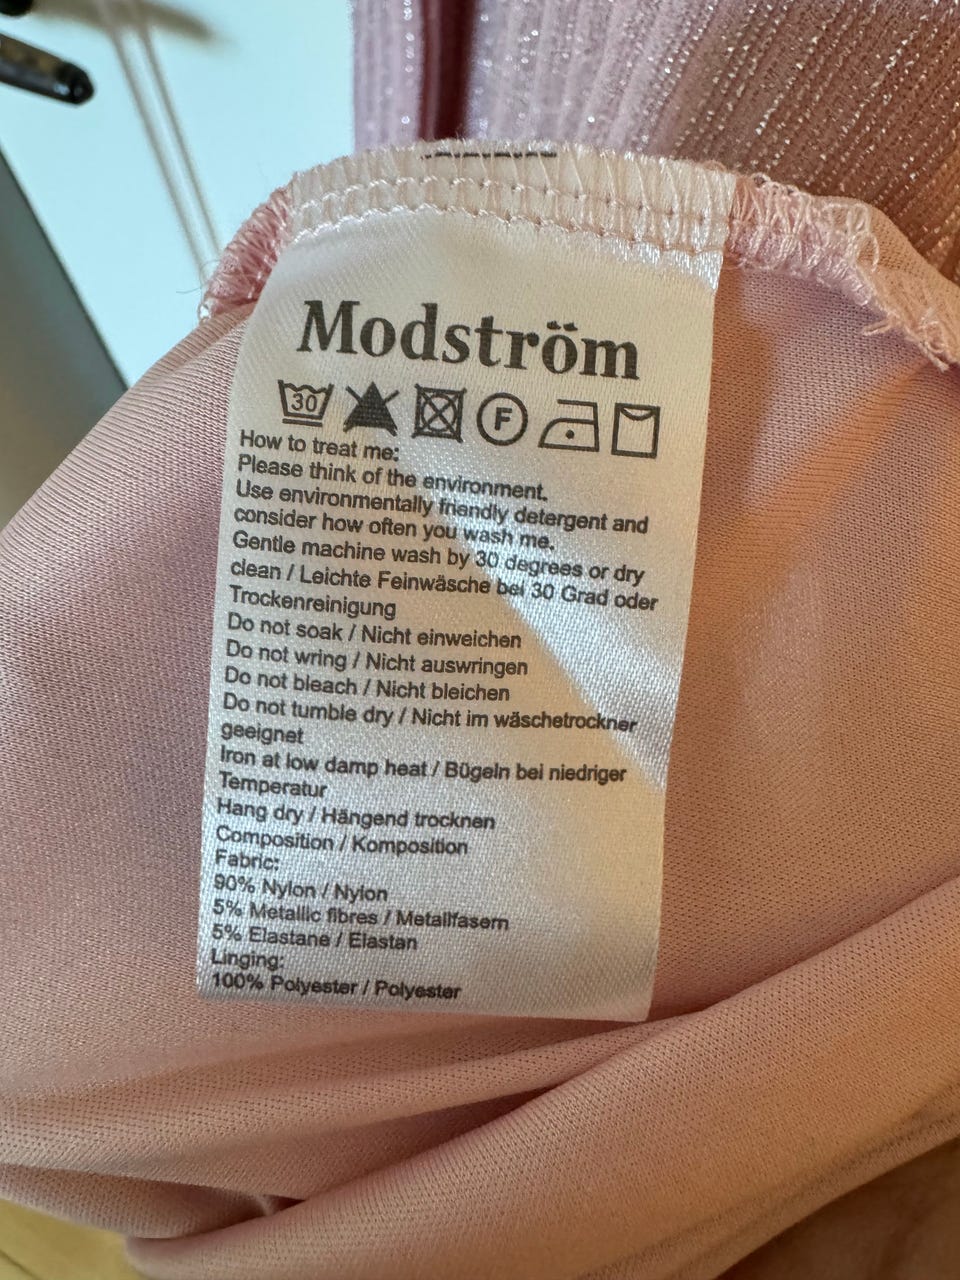 Modström
30
F
How to treat me:
Please think of the environment.
Use environmentally friendly detergent and
consider how often you wash me.
Gentle machine wash by 30 degrees or dry
clean / Leichte Feinwäsche bei 30 Grad oder
Trockenreinigung
Do not soak / Nicht einweichen
Do not wring / Nicht auswringen
Do not bleach / Nicht bleichen
Do not tumble dry / Nicht im wäschetrockner
geeignet
Iron at low damp heat / Bügeln bei niedriger
Temperatur
Hang dry / Hängend trocknen
Composition / Komposition
Fabric:
90% Nylon / Nylon
5% Metallic fibres / Metallfasern
5% Elastane / Elastan
Linging:
100% Polyester / Polyester